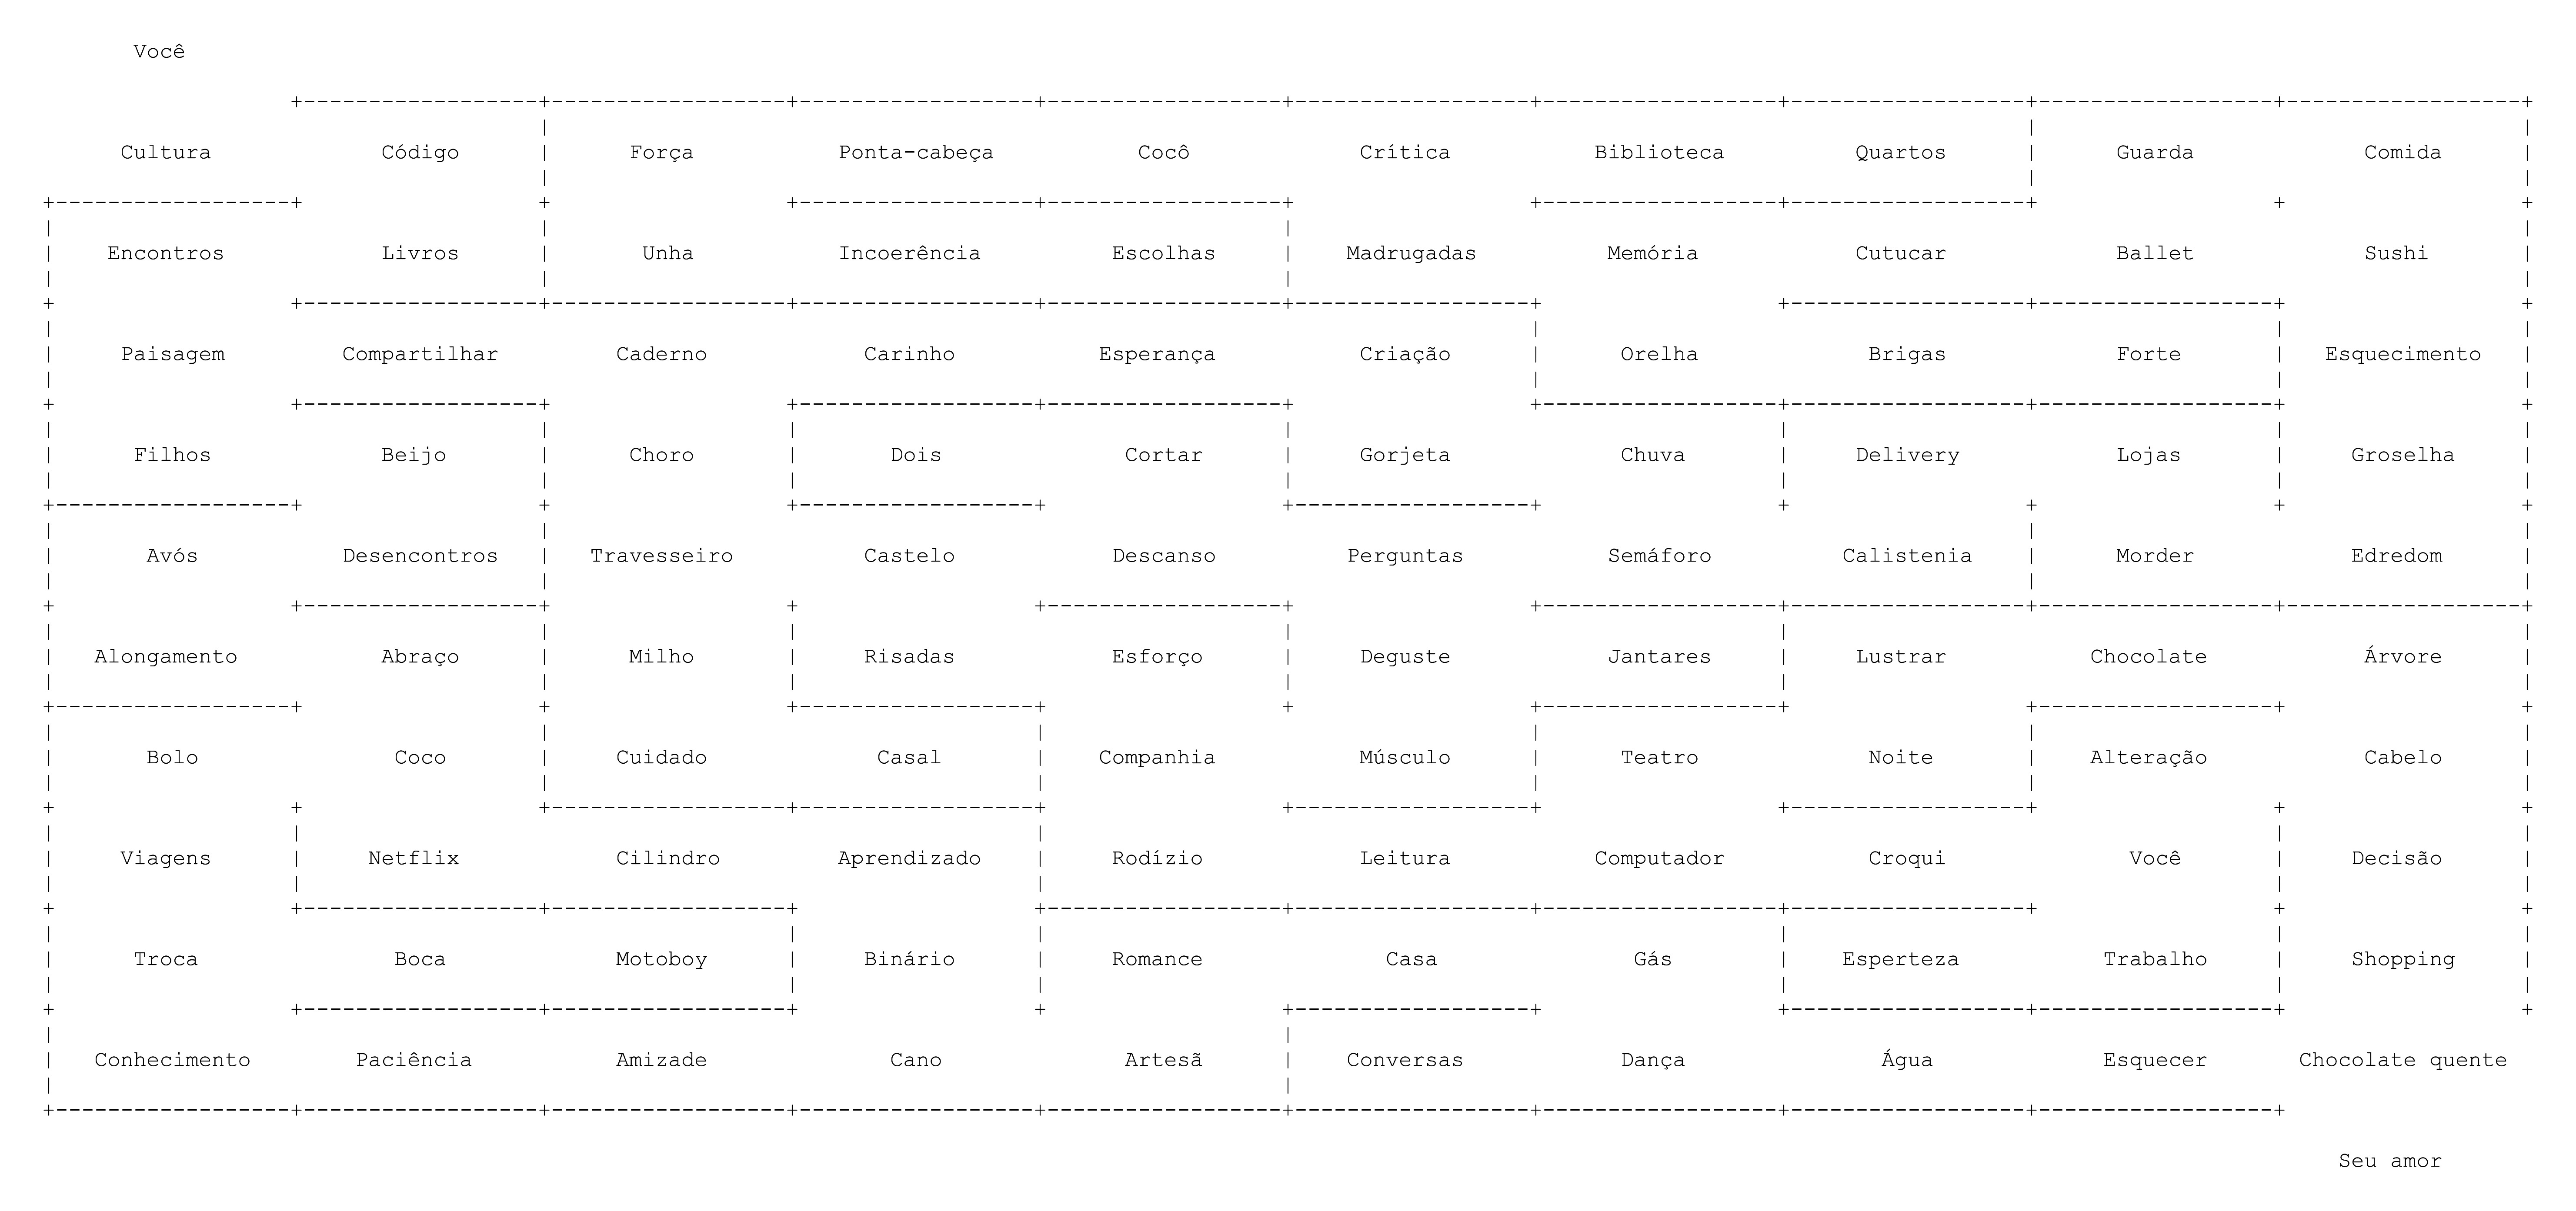 Você
Cultura Código Força Ponta-cabeça Cocô Crítica Biblioteca Quartos Guarda Comida
Encontros Livros Unha Incoerência Escolhas Madrugadas Memória Cutucar Ballet Sushi
Paisagem Compartilhar Caderno Carinho Esperança Criação Orelha Brigas Forte Esquecimento
Filhos Beijo Choro Dois Cortar Gorjeta Chuva Delivery Lojas Groselha
Avós Desencontros Travesseiro Castelo Descanso Perguntas Semáforo Calistenia Morder Edredom
Alongamento Abraço Milho Risadas Esforço Deguste Jantares Lustrar Chocolate Árvore
Bolo Coco Cuidado Casal Companhia Músculo Teatro Noite Alteração Cabelo
Viagens Netflix Cilindro Aprendizado Rodízio Leitura Computador Croqui Você Decisão
Troca Boca Motoboy Binário Romance Casa Gás Esperteza Trabalho Shopping
Conhecimento Paciência Amizade Cano Artesã Conversas Dança Água Esquecer Chocolate quente
Seu amor